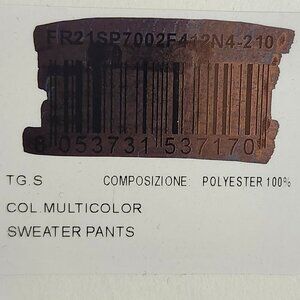 FR21SP7002F412N4-210
8 053731 537170
TG.S COMPOSIZIONE: POLYESTER 100%
COL.MULTICOLOR
SWEATER PANTS